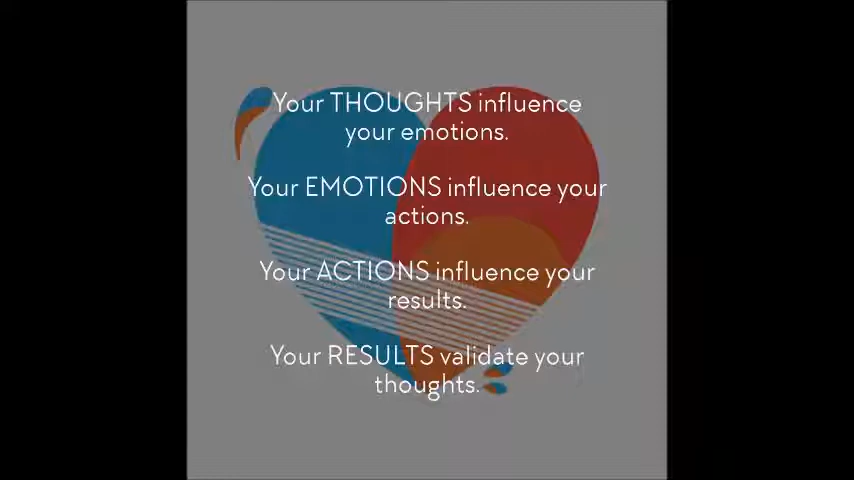 Your THOUGHTS influence
your emotions.
Your EMOTIONS influence your
actions.
Your ACTIONS influence your
results.
Your RESULTS validate your
thoughts.